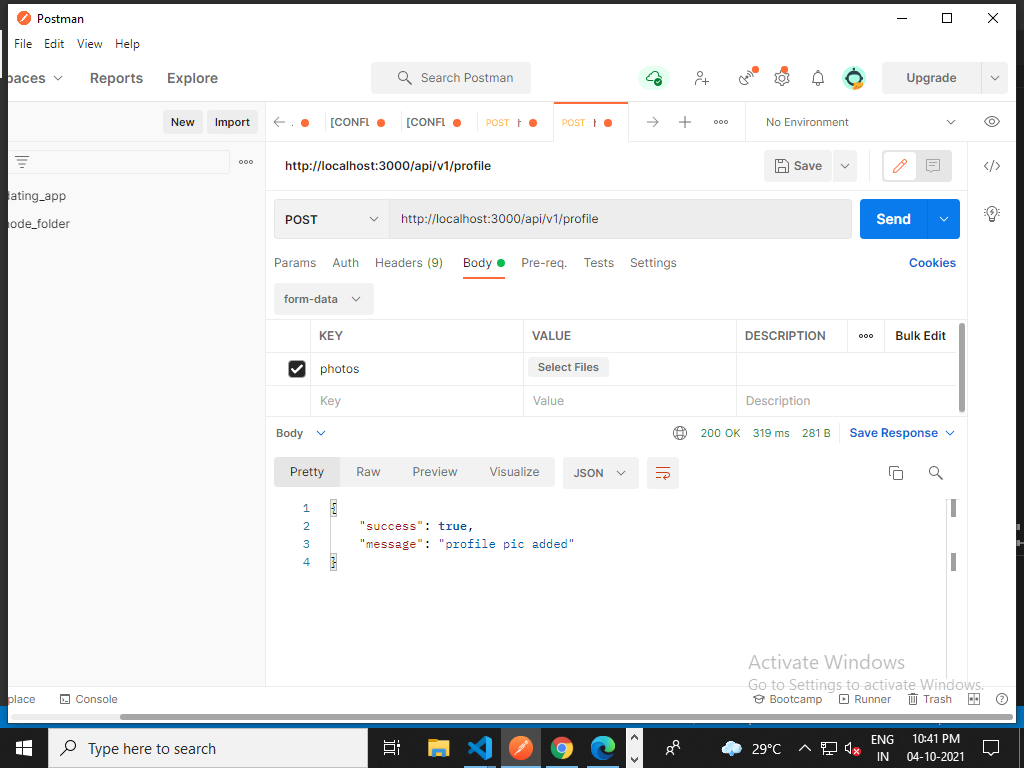 Postman
File Edit View Help
paces Reports Explore Search Postman Upgrade
New Import [CONFL [CONFL POST POST No Environment
http://localhost:3000/api/v1/profile Save
dating_app
node_folder
POST http://localhost:3000/api/v1/profile Send
Params Auth Headers (9) Body Pre-req. Tests Settings Cookies
form-data
KEY VALUE DESCRIPTION Bulk Edit
photos Select Files
Key Value Description
Body 200 OK 319 ms 281 B Save Response
Pretty Raw Preview Visualize JSON
1 {
2 "success": true,
3 "message": "profile pic added"
4 }
Activate Windows
Go to Settings to activate Windows.
place Console Bootcamp Runner Trash
Type here to search 29°C ENG IN 10:41 PM 04-10-2021